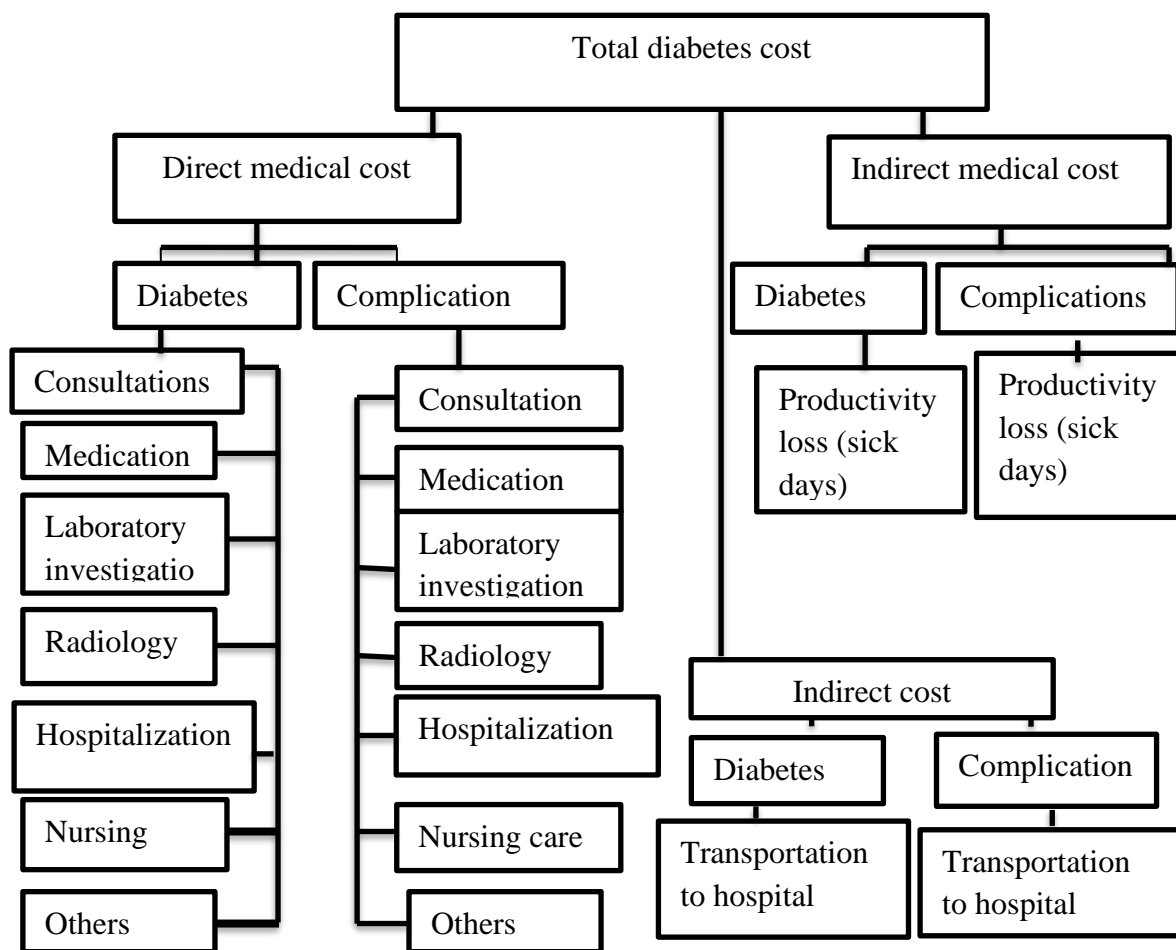 Total diabetes cost
Direct medical cost
Indirect medical cost
Diabetes
Complication
Diabetes
Complications
Consultations
Medication
Laboratory
investigatio
Radiology
Hospitalization
Nursing
Others
Consultation
Medication
Laboratory
investigation
Radiology
Hospitalization
Nursing care
Others
Productivity
loss (sick
days)
Productivity
loss (sick
days)
Indirect cost
Diabetes
Complication
Transportation
to hospital
Transportation
to hospital